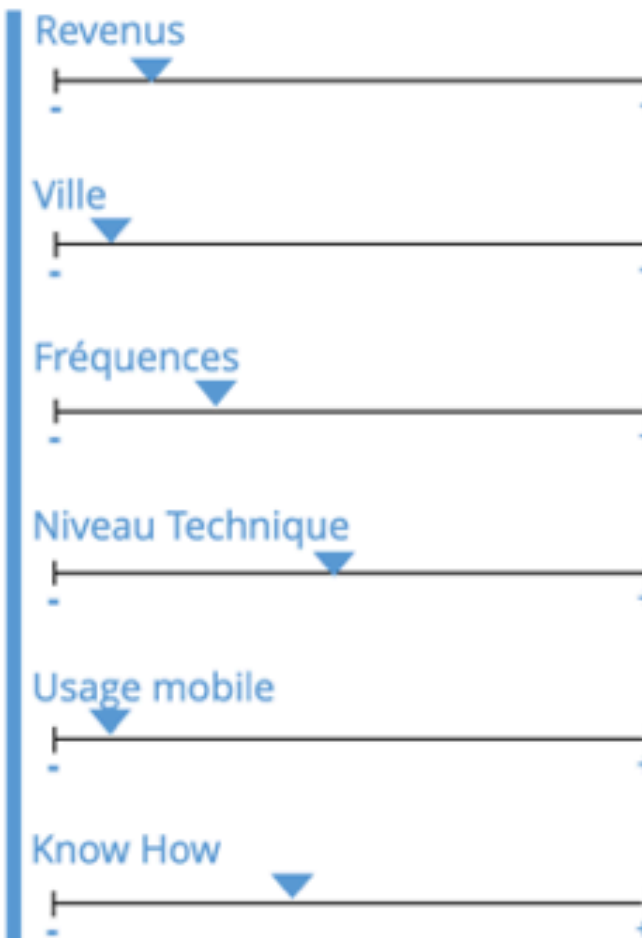 Revenus
-
Ville
-
Fréquences
-
Niveau Technique
-
Usage mobile
-
Know How
-